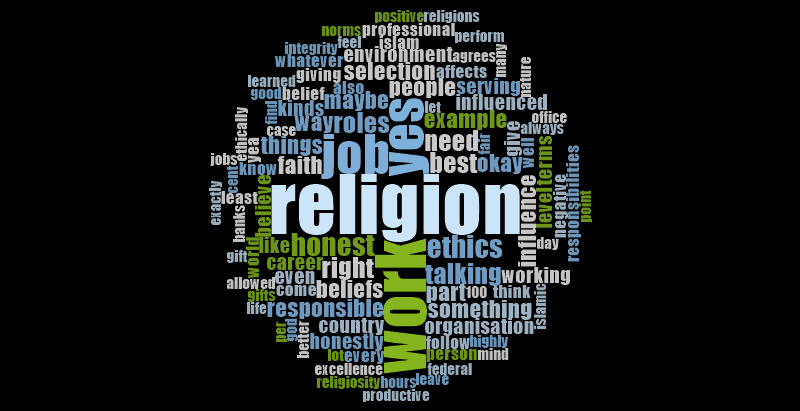 positive religions
norms professional
feel islam perform
integrity environment agrees many
whatever giving selection affects nature
learned also people serving
good belief maybe yes let influenced
find kinds wayroles example office
ethically case need fair give always
yea things job best okay well levelterms
jobs know faith
cent religion influence negative responsibilities
exactly least believe point
banks like honest ethics day
gift world career right talking working
allowed even
gifts come beliefs work part 100 think islamic
life responsible something
per god better country organisation
honestly follow highly
lot every person mind
excellence federal
religiosity hours leave
productive